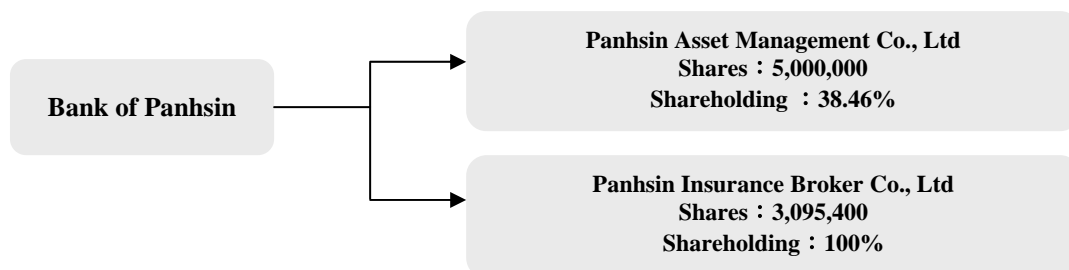 Bank of Panhsin
Panhsin Asset Management Co., Ltd
Shares：5,000,000
Shareholding ：38.46%
Panhsin Insurance Broker Co., Ltd
Shares：3,095,400
Shareholding：100%